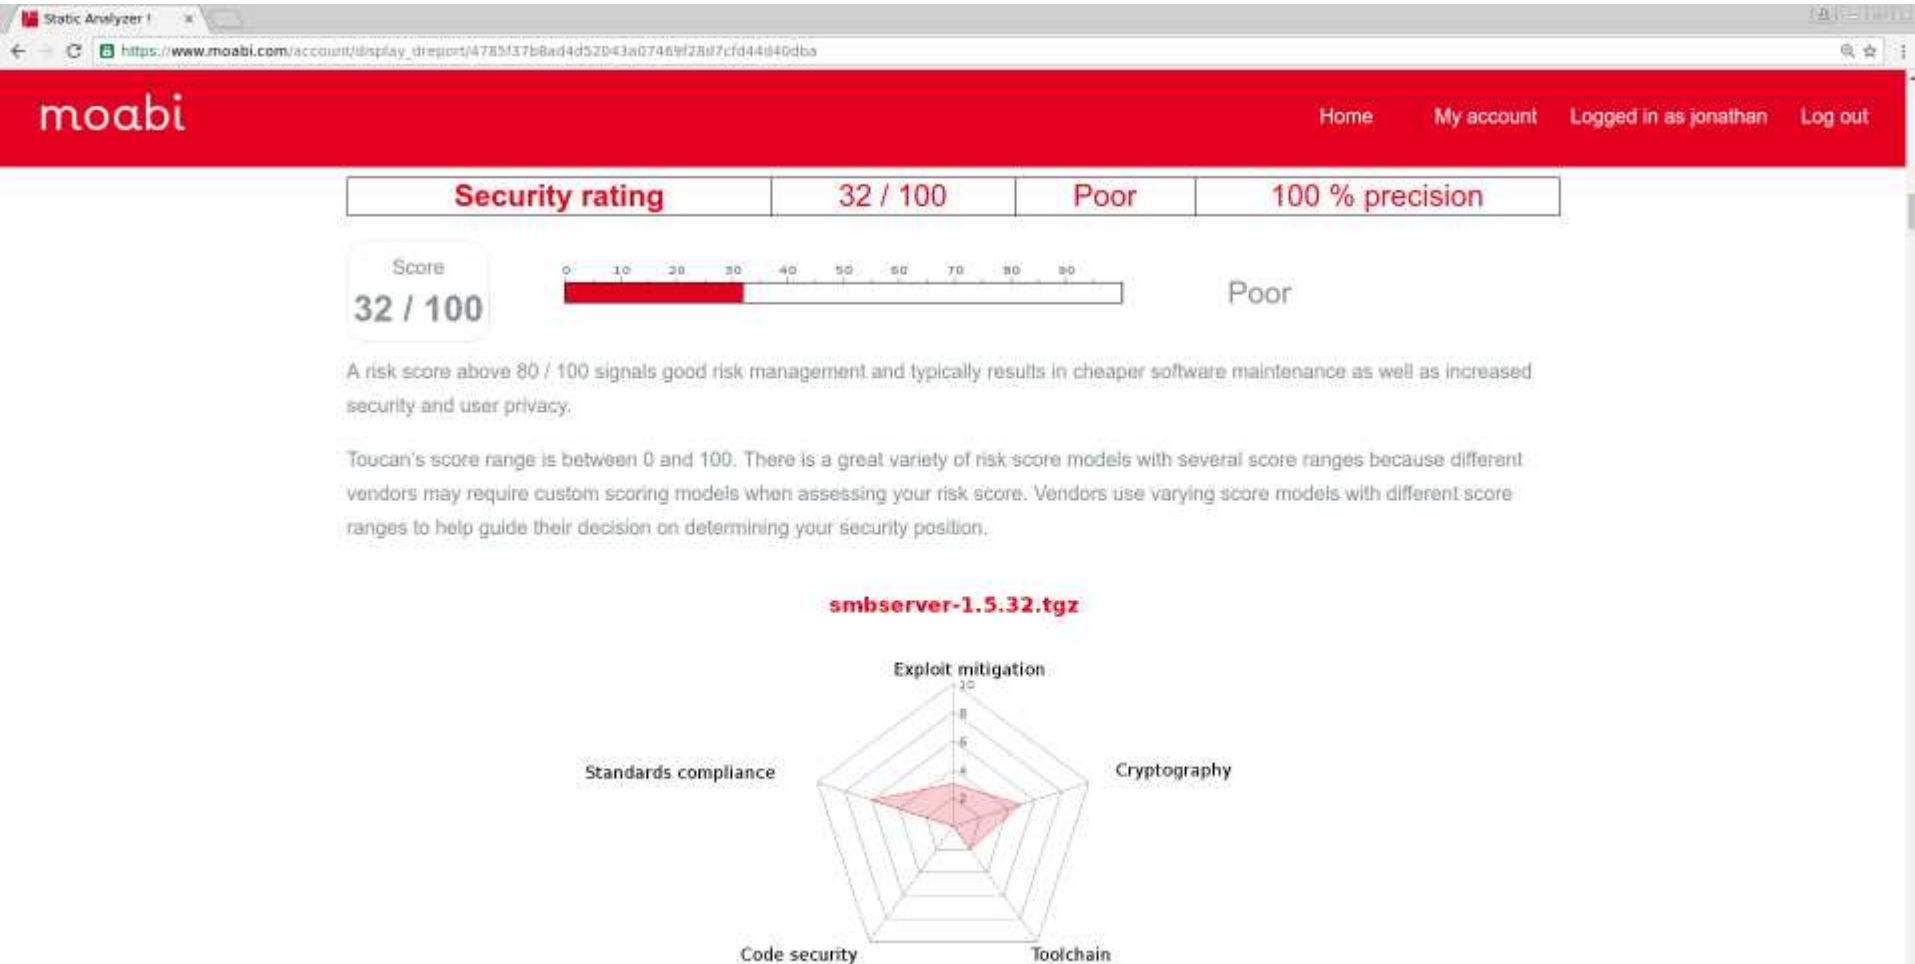 Static Analyzer !
https://www.moabi.com/account/display_dreport/
moabi
Home My account Logged in as jonathan Log out
Security rating 32 / 100 Poor 100 % precision
Score
32 / 100
0 10 20 30 40 50 60 70 80 90
Poor
A risk score above 80 / 100 signals good risk management and typically results in cheaper software maintenance as well as increased
security and user privacy.
Toucan's score range is between 0 and 100. There is a great variety of risk score models with several score ranges because different
vendors may require custom scoring models when assessing your risk score. Vendors use varying score models with different score
ranges to help guide their decision on determining your security position.
smbserver-1.5.32.tgz
Exploit mitigation
10
8
6
4
2
Standards compliance
Cryptography
Code security
Toolchain